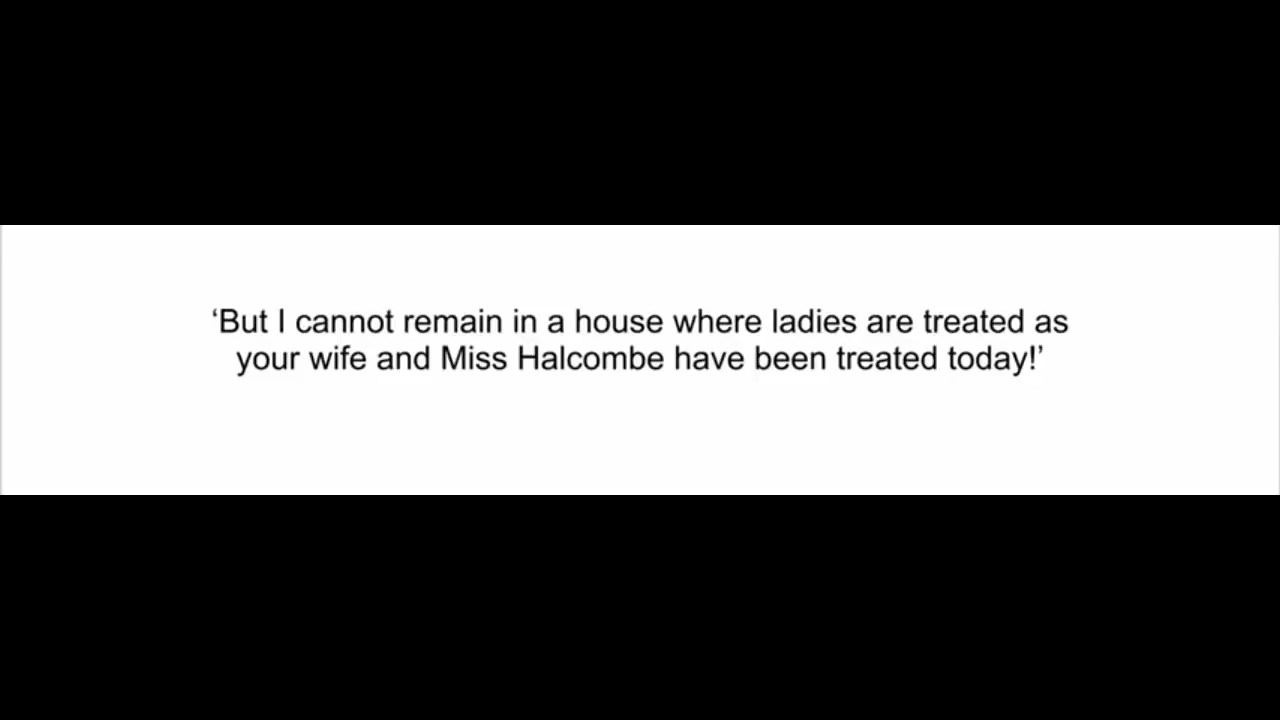 ‘But I cannot remain in a house where ladies are treated as
your wife and Miss Halcombe have been treated today!’